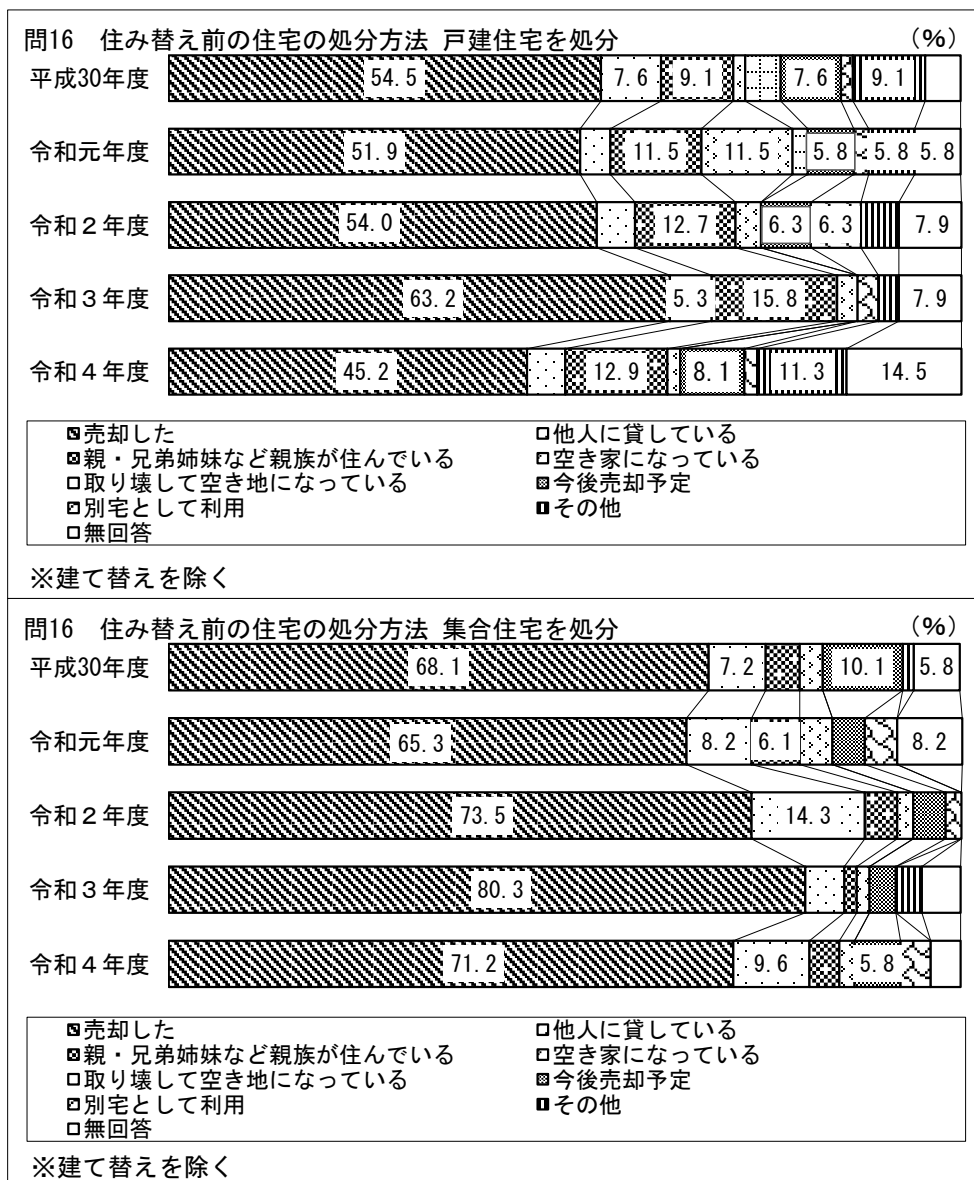 問16 住み替え前の住宅の処分方法 戸建住宅を処分 (%)
平成30年度 54.5 7.6 9.1 7.6 9.1
令和元年度 51.9 11.5 11.5 5.8 5.8 5.8
令和2年度 54.0 12.7 6.3 6.3 7.9
令和3年度 63.2 5.3 15.8 7.9
令和4年度 45.2 12.9 8.1 11.3 14.5
売却した 他人に貸している
親・兄弟姉妹など親族が住んでいる 空き家になっている
取り壊して空き地になっている 今後売却予定
別宅として利用 その他
無回答
※建て替えを除く
問16 住み替え前の住宅の処分方法 集合住宅を処分 (%)
平成30年度 68.1 7.2 10.1 5.8
令和元年度 65.3 8.2 6.1 8.2
令和2年度 73.5 14.3
令和3年度 80.3
令和4年度 71.2 9.6 5.8
売却した 他人に貸している
親・兄弟姉妹など親族が住んでいる 空き家になっている
取り壊して空き地になっている 今後売却予定
別宅として利用 その他
無回答
※建て替えを除く